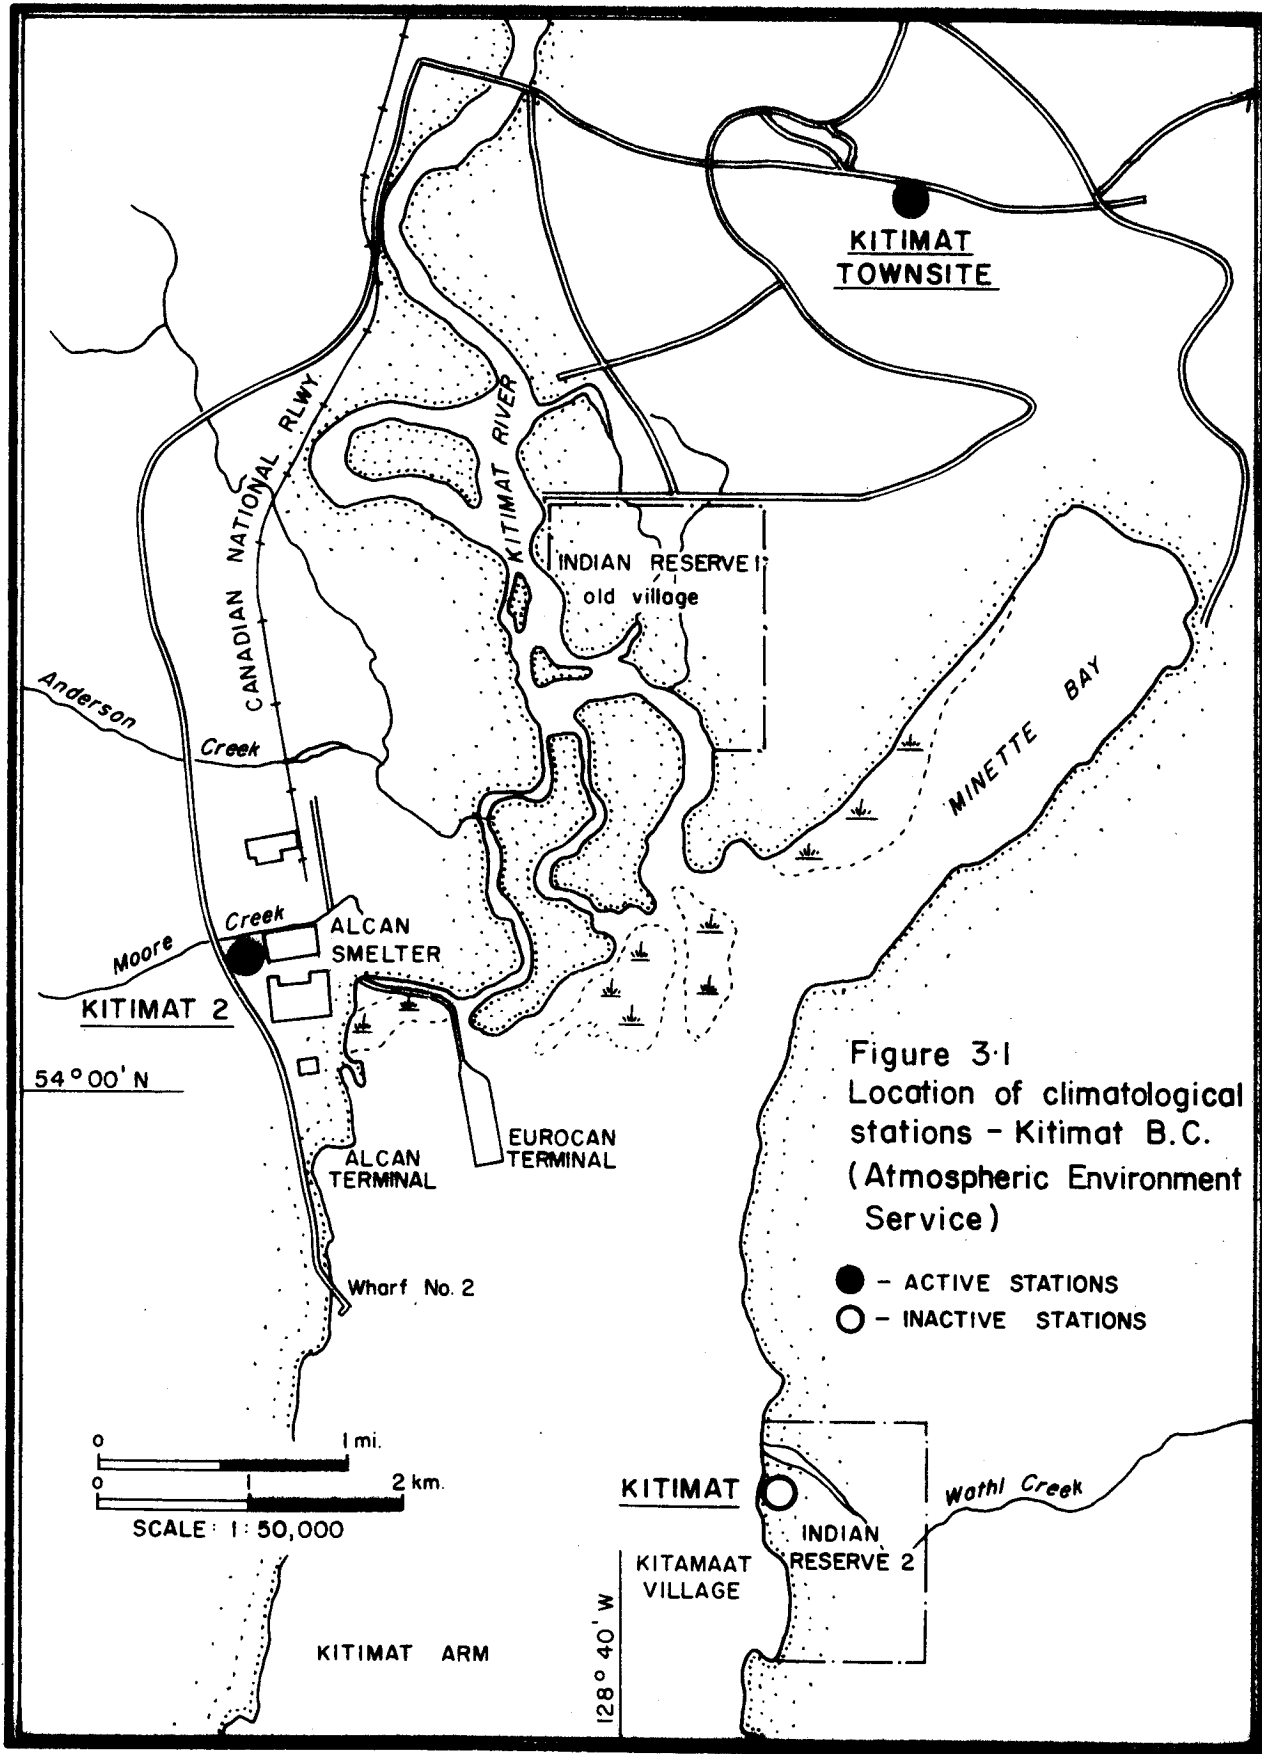 KITIMAT
TOWNSITE
CANADIAN NATIONAL RLWY.
KITIMAT RIVER
INDIAN RESERVE 1
old village
MINETTE BAY
Anderson
Creek
Moore Creek
ALCAN
SMELTER
KITIMAT 2
54°00' N
ALCAN
TERMINAL
EUROCAN
TERMINAL
Wharf No. 2
Figure 3·1
Location of climatological
stations – Kitimat B.C.
(Atmospheric Environment
Service)
– ACTIVE STATIONS
– INACTIVE STATIONS
0 1 mi.
0 1 2 km.
SCALE: 1:50,000
KITIMAT
Wathl Creek
INDIAN
RESERVE 2
KITAMAAT
VILLAGE
128° 40' W
KITIMAT ARM